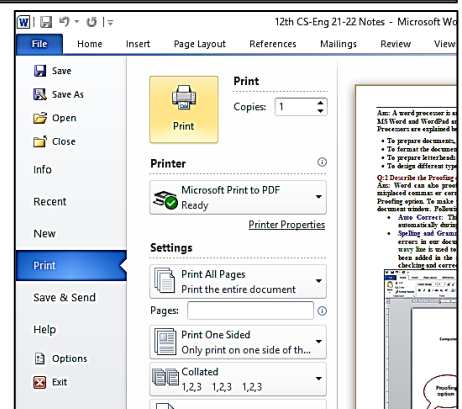 12th CS-Eng 21-22 Notes - Microsoft Wo
File Home Insert Page Layout References Mailings Review View
Save
Save As
Open
Close
Info
Recent
New
Print
Save & Send
Help
Options
Exit
Print
Print
Copies: 1
Printer
Microsoft Print to PDF
Ready
Printer Properties
Settings
Print All Pages
Print the entire document
Pages:
Print One Sided
Only print on one side of th...
Collated
1,2,3 1,2,3 1,2,3
Ans: A word processor is an
MS Word and WordPad ar
Processors are explained be
• To prepare documents,
• To format the documen
• To prepare letterheads
• To design different type
Q:2 Describe the Proofing
Ans: Word can also proof
misplaced commas or corr
Proofing option. To make
document window. Followi
• Auto Correct: Th
automatically during
• Spelling and Gramm
errors in our docu
wavy line is used to
been added in the
checking and correc
Proofing
option